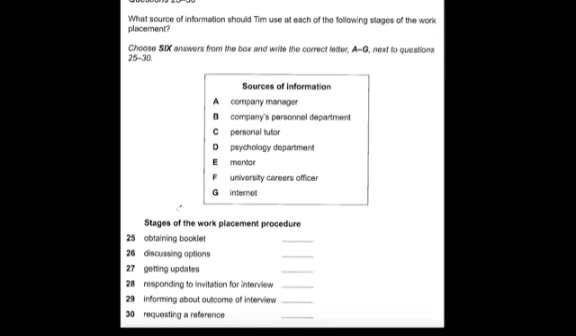 What source of information should Tim use at each of the following stages of the work
placement?
Choose SIX answers from the box and write the correct letter, A–G, next to questions
25–30.
Sources of information
A company manager
B company's personnel department
C personal tutor
D psychology department
E mentor
F university careers officer
G internet
Stages of the work placement procedure
25 obtaining booklet
26 discussing options
27 getting updates
28 responding to invitation for interview
29 informing about outcome of interview
30 requesting a reference